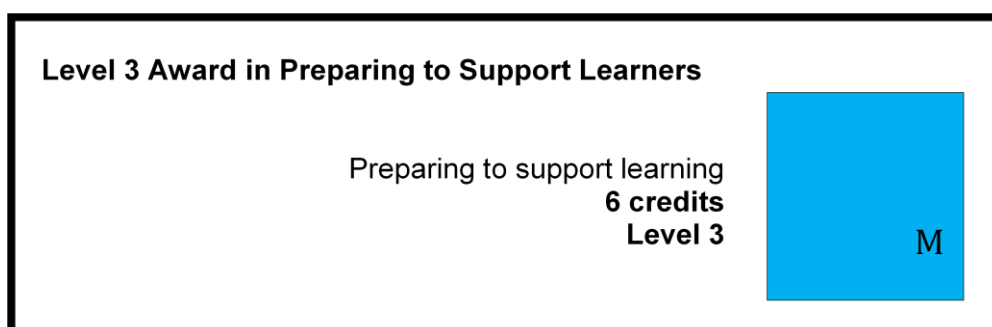 Level 3 Award in Preparing to Support Learners
Preparing to support learning
6 credits
Level 3
M